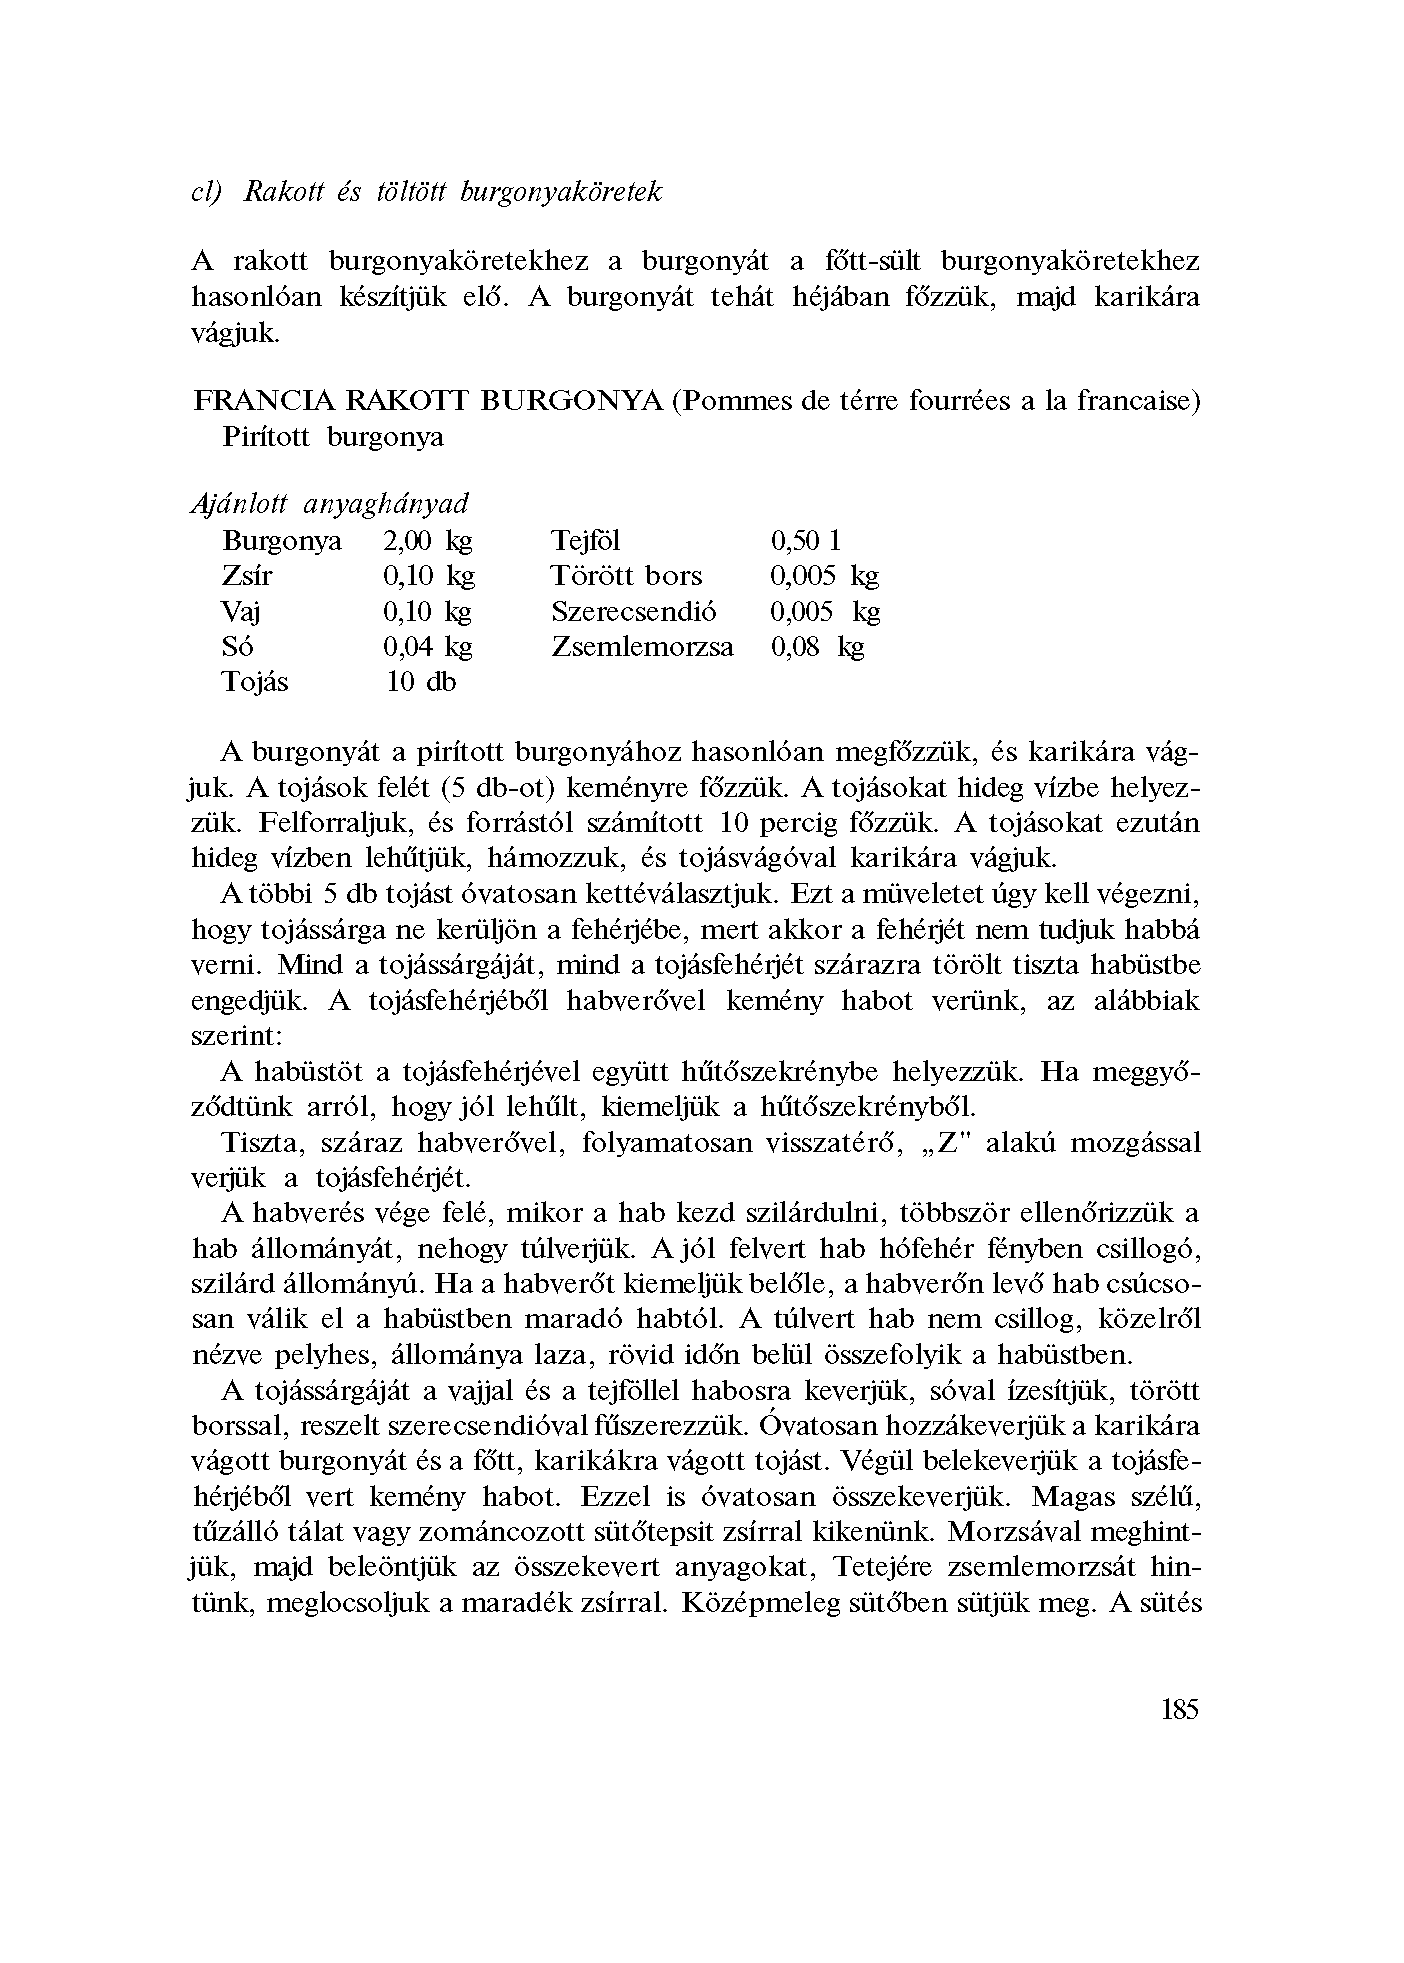 cl) Rakott és töltött burgonyaköretek
A rakott burgonyaköretekhez a burgonyát a főtt-sült burgonyaköretekhez
hasonlóan készítjük elő. A burgonyát tehát héjában főzzük, majd karikára
vágjuk.
FRANCIA RAKOTT BURGONYA (Pommes de térre fourrées a la francaise)
Pirított burgonya
Ajánlott anyaghányad
Burgonya 2,00 kg Tejföl 0,50 1
Zsír 0,10 kg Törött bors 0,005 kg
Vaj 0,10 kg Szerecsendió 0,005 kg
Só 0,04 kg Zsemlemorzsa 0,08 kg
Tojás 10 db
A burgonyát a pirított burgonyához hasonlóan megfőzzük, és karikára vág-
juk. A tojások felét (5 db-ot) keményre főzzük. A tojásokat hideg vízbe helyez-
zük. Felforraljuk, és forrástól számított 10 percig főzzük. A tojásokat ezután
hideg vízben lehűtjük, hámozzuk, és tojásvágóval karikára vágjuk.
A többi 5 db tojást óvatosan kettéválasztjuk. Ezt a müveletet úgy kell végezni,
hogy tojássárga ne kerüljön a fehérjébe, mert akkor a fehérjét nem tudjuk habbá
verni. Mind a tojássárgáját, mind a tojásfehérjét szárazra törölt tiszta habüstbe
engedjük. A tojásfehérjéből habverővel kemény habot verünk, az alábbiak
szerint:
A habüstöt a tojásfehérjével együtt hűtőszekrénybe helyezzük. Ha meggyő-
ződtünk arról, hogy jól lehűlt, kiemeljük a hűtőszekrényből.
Tiszta, száraz habverővel, folyamatosan visszatérő, „Z" alakú mozgással
verjük a tojásfehérjét.
A habverés vége felé, mikor a hab kezd szilárdulni, többször ellenőrizzük a
hab állományát, nehogy túlverjük. A jól felvert hab hófehér fényben csillogó,
szilárd állományú. Ha a habverőt kiemeljük belőle, a habverőn levő hab csúcso-
san válik el a habüstben maradó habtól. A túlvert hab nem csillog, közelről
nézve pelyhes, állománya laza, rövid időn belül összefolyik a habüstben.
A tojássárgáját a vajjal és a tejföllel habosra keverjük, sóval ízesítjük, törött
borssal, reszelt szerecsendióval fűszerezzük. Óvatosan hozzákeverjük a karikára
vágott burgonyát és a főtt, karikákra vágott tojást. Végül belekeverjük a tojásfe-
hérjéből vert kemény habot. Ezzel is óvatosan összekeverjük. Magas szélű,
tűzálló tálat vagy zománcozott sütőtepsit zsírral kikenünk. Morzsával meghint-
jük, majd beleöntjük az összekevert anyagokat, Tetejére zsemlemorzsát hin-
tünk, meglocsoljuk a maradék zsírral. Középmeleg sütőben sütjük meg. A sütés
185